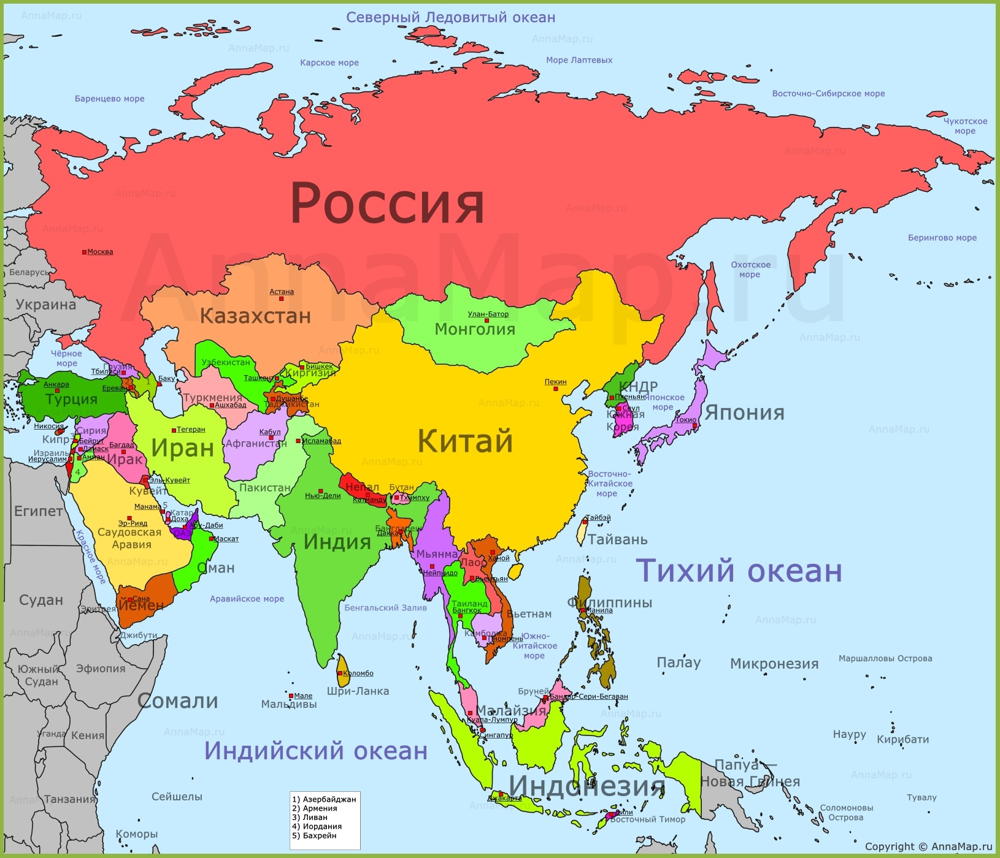 Северный Ледовитый океан
Карское море
Море Лаптевых
Баренцево море
Восточно-Сибирское море
Чукотское
море
Россия
AnnaMap.ru
Москва
Берингово море
Охотское
море
Беларусь
Украина
Астана
Казахстан
Улан-Батор
Монголия
Чёрное
море
Грузия
Тбилиси
Узбекистан
Бишкек
Киргизия
Ташкент
Баку
1
2
Ереван
Анкара
Турция
Туркмения
Ашхабад
Душанбе
Таджикистан
Пекин
КНДР
Пхеньян
Сеул
Южная
Корея
Японское
море
Токио
Япония
Никосия
Кипр
3
Сирия
Бейрут
Дамаск
Израиль
Иерусалим
Амман
4
Багдад
Ирак
Тегеран
Иран
Кабул
Афганистан
Исламабад
Китай
Эль-Кувейт
Кувейт
Пакистан
Нью-Дели
Непал
Катманду
Бутан
Тхимпху
Восточно-
Китайское
море
Египет
Манама
5
Катар
Доха
Абу-Даби
ОАЭ
Эр-Рияд
Саудовская
Аравия
Маскат
Оман
Красное море
Индия
Бангладеш
Дакка
Мьянма
Нейпьидо
Лаос
Ханой
Вьентьян
Тайбэй
Тайвань
Тихий океан
Судан
Эритрея
Сана
Йемен
Джибути
Аравийское море
Бенгальский Залив
Таиланд
Бангкок
Вьетнам
Камбоджа
Пномпень
Южно-
Китайское
море
Филиппины
Манила
Южный
Судан
Эфиопия
Сомали
Коломбо
Шри-Ланка
Мале
Мальдивы
Палау
Микронезия
Маршалловы Острова
Бруней
Бандар-Сери-Бегаван
Малайзия
Куала-Лумпур
Сингапур
Уганда
Кения
Индийский океан
Науру
Кирибати
Папуа —
Новая Гвинея
Индонезия
Джакарта
Дили
Восточный Тимор
Танзания
Сейшелы
Коморы
Соломоновы
Острова
Тувалу
1) Азербайджан
2) Армения
3) Ливан
4) Иордания
5) Бахрейн
Copyright © AnnaMap.ru